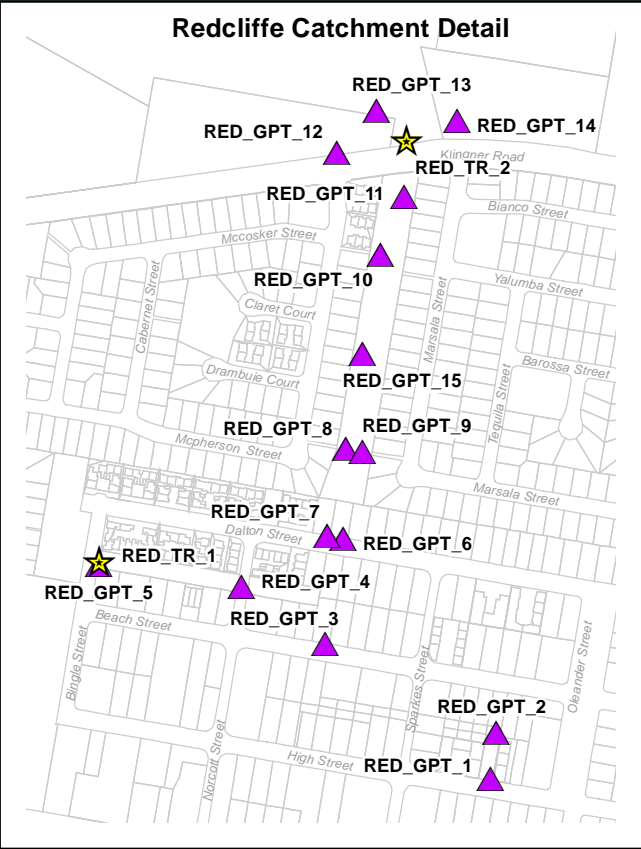 Redcliffe Catchment Detail
RED_GPT_13
RED_GPT_14
RED_GPT_12
Klingner Road
RED_TR_2
RED_GPT_11
Bianco Street
Mccosker Street
RED_GPT_10
Yalumba Street
Cabernet Street
Claret Court
Marsala Street
Barossa Street
Drambuie Court
RED_GPT_15
Tequila Street
RED_GPT_8
RED_GPT_9
Mcpherson Street
Marsala Street
RED_GPT_7
Dalton Street
RED_GPT_6
RED_TR_1
RED_GPT_4
RED_GPT_5
RED_GPT_3
Beach Street
Bingle Street
Oleander Street
Sparkes Street
RED_GPT_2
Norcott Street
High Street
RED_GPT_1